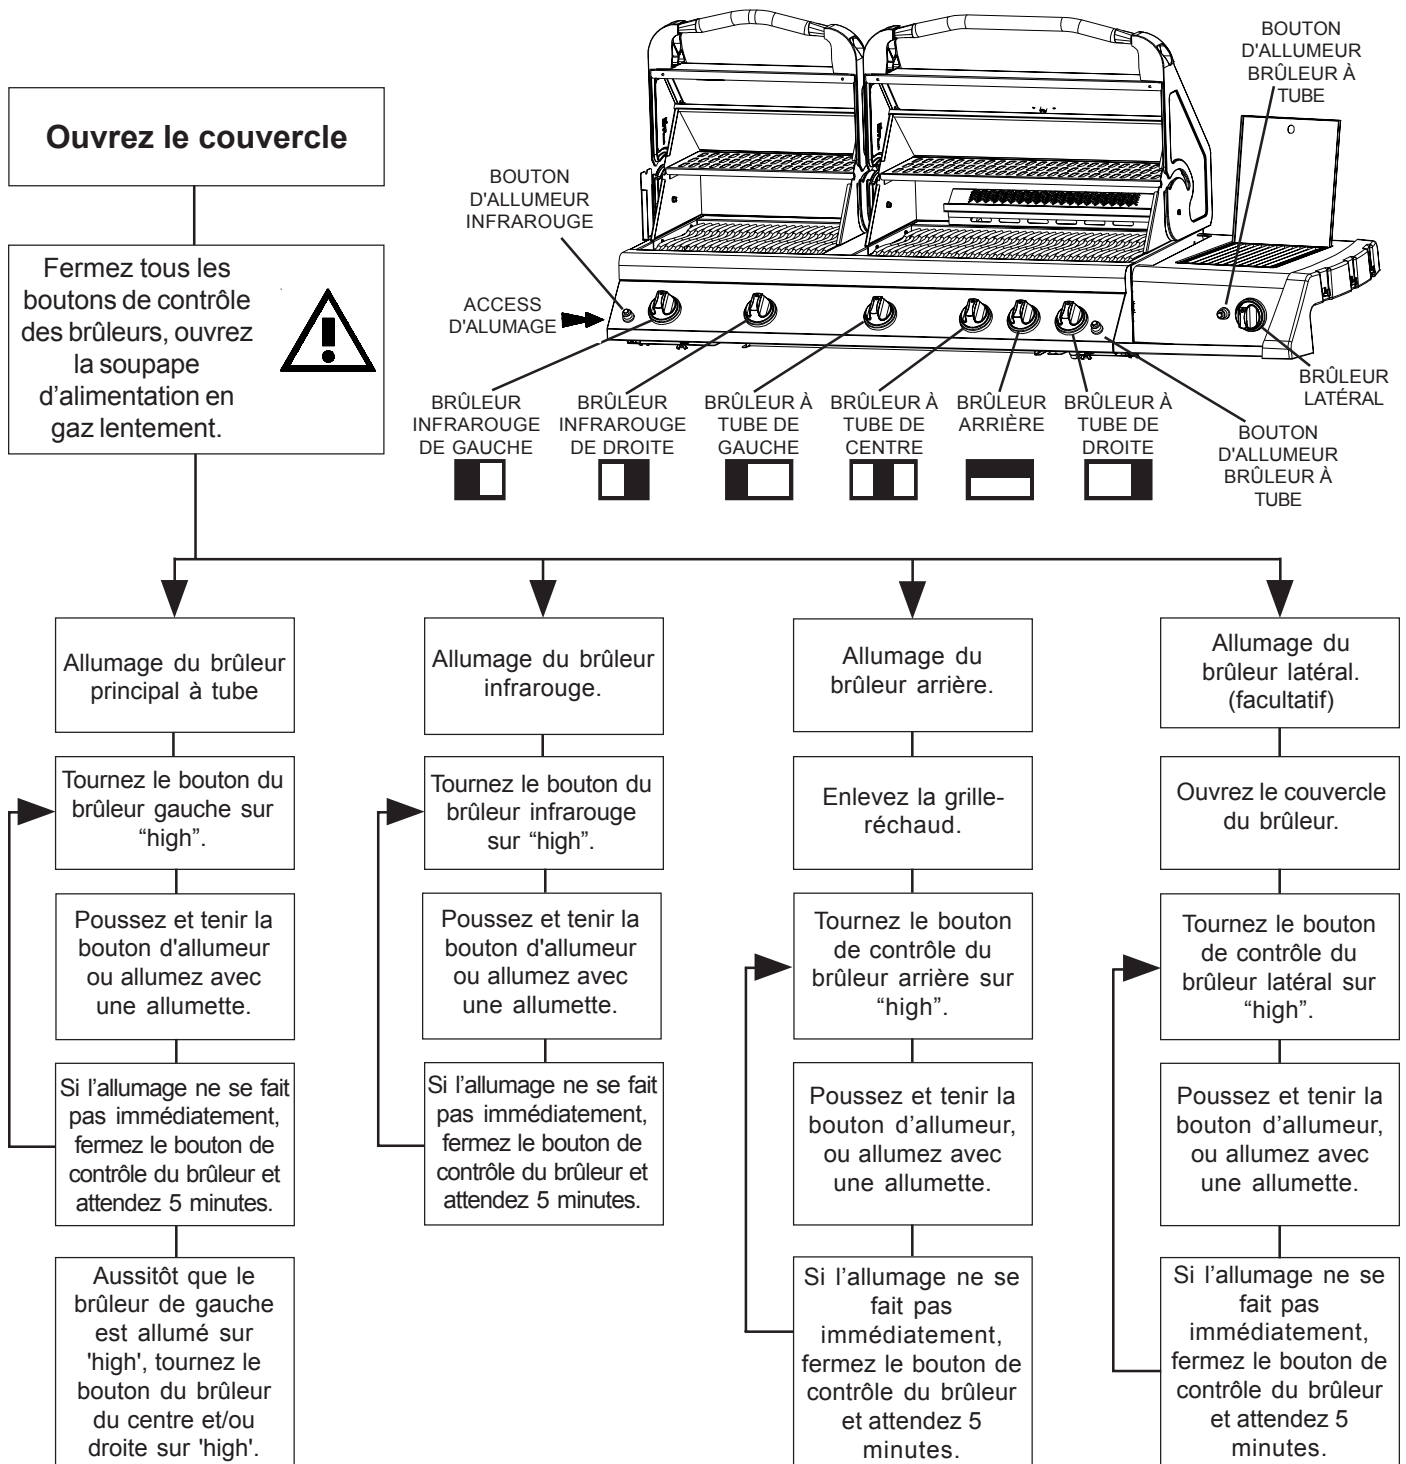 Ouvrez le couvercle
Fermez tous les
boutons de contrôle
des brûleurs, ouvrez
la soupape
d’alimentation en
gaz lentement.
BOUTON
D'ALLUMEUR
BRÛLEUR À
TUBE
BOUTON
D'ALLUMEUR
INFRAROUGE
ACCESS
D'ALUMAGE
BRÛLEUR
INFRAROUGE
DE GAUCHE
BRÛLEUR
INFRAROUGE
DE DROITE
BRÛLEUR À
TUBE DE
GAUCHE
BRÛLEUR À
TUBE DE
CENTRE
BRÛLEUR
ARRIÈRE
BRÛLEUR À
TUBE DE
DROITE
BRÛLEUR
LATÉRAL
BOUTON
D'ALLUMEUR
BRÛLEUR À
TUBE
Allumage du brûleur
principal à tube
Tournez le bouton du
brûleur gauche sur
“high”.
Poussez et tenir la
bouton d'allumeur
ou allumez avec
une allumette.
Si l’allumage ne se fait
pas immédiatement,
fermez le bouton de
contrôle du brûleur et
attendez 5 minutes.
Aussitôt que le
brûleur de gauche
est allumé sur
'high', tournez le
bouton du brûleur
du centre et/ou
droite sur 'high'.
Allumage du brûleur
infrarouge.
Tournez le bouton du
brûleur infrarouge
sur “high”.
Poussez et tenir la
bouton d'allumeur
ou allumez avec
une allumette.
Si l’allumage ne se fait
pas immédiatement,
fermez le bouton de
contrôle du brûleur et
attendez 5 minutes.
Allumage du
brûleur arrière.
Enlevez la grille-
réchaud.
Tournez le bouton
de contrôle du
brûleur arrière sur
“high”.
Poussez et tenir la
bouton d’allumeur,
ou allumez avec
une allumette.
Si l’allumage ne se
fait pas
immédiatement,
fermez le bouton de
contrôle du brûleur
et attendez 5
minutes.
Allumage du
brûleur latéral.
(facultatif)
Ouvrez le couvercle
du brûleur.
Tournez le bouton
de contrôle du
brûleur latéral sur
“high”.
Poussez et tenir la
bouton d’allumeur,
ou allumez avec
une allumette.
Si l’allumage ne se
fait pas
immédiatement,
fermez le bouton de
contrôle du brûleur
et attendez 5
minutes.